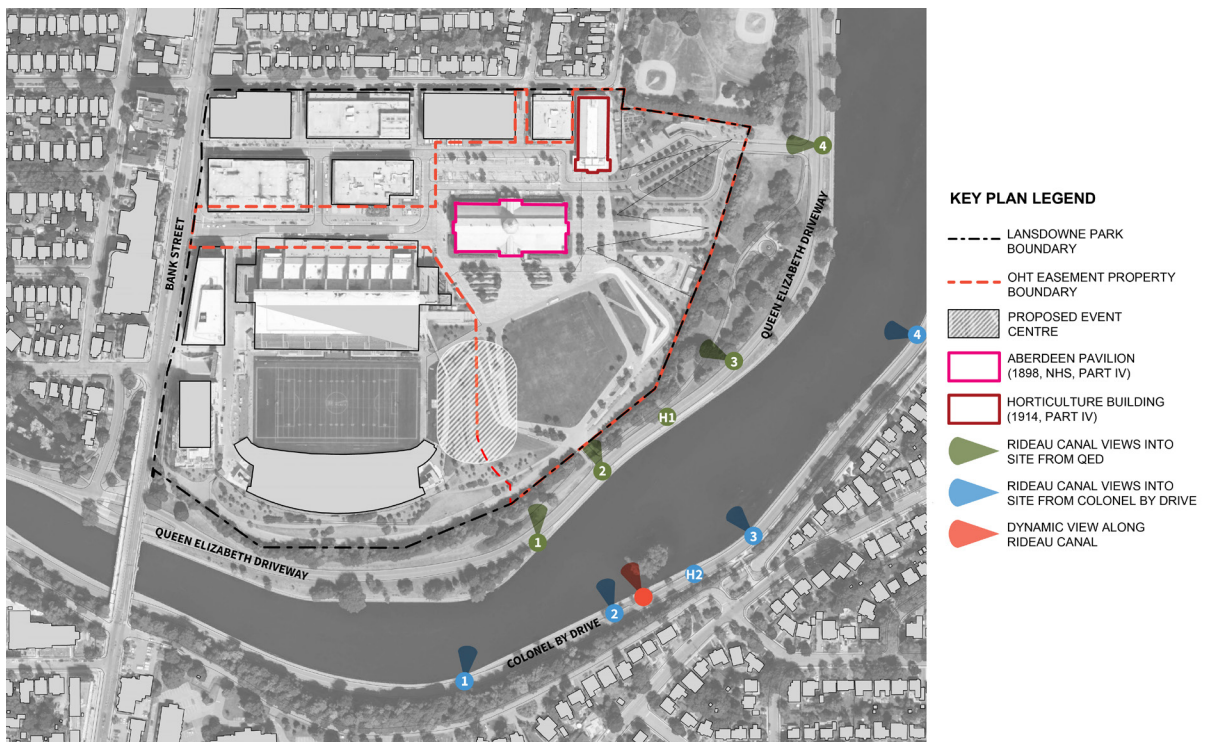 BANK STREET
QUEEN ELIZABETH DRIVEWAY
QUEEN ELIZABETH DRIVEWAY
COLONEL BY DRIVE
4
3
H1
2
1
4
3
H2
2
1
KEY PLAN LEGEND
LANSDOWNE PARK
BOUNDARY
OHT EASEMENT PROPERTY
BOUNDARY
PROPOSED EVENT
CENTRE
ABERDEEN PAVILION
(1898, NHS, PART IV)
HORTICULTURE BUILDING
(1914, PART IV)
RIDEAU CANAL VIEWS INTO
SITE FROM QED
RIDEAU CANAL VIEWS INTO
SITE FROM COLONEL BY DRIVE
DYNAMIC VIEW ALONG
RIDEAU CANAL